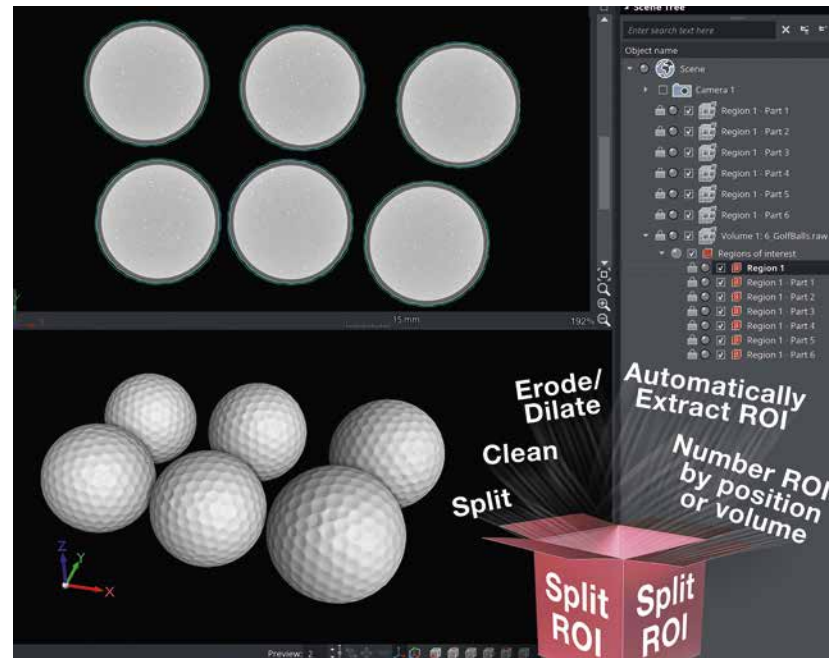 Scene Tree
Enter search text here
Object name
Scene
Camera 1
Region 1 - Part 1
Region 1 - Part 2
Region 1 - Part 3
Region 1 - Part 4
Region 1 - Part 5
Region 1 - Part 6
Volume 1: 6_GolfBalls.raw
Regions of interest
Region 1
Region 1 - Part 1
Region 1 - Part 2
Region 1 - Part 3
Region 1 - Part 4
Region 1 - Part 5
Region 1 - Part 6
15 mm
192%
Erode/
Dilate
Automatically
Extract ROI
Clean
Number ROI
by position
or volume
Split
Split
ROI
Split
ROI
Z
Y
X
Preview: 2